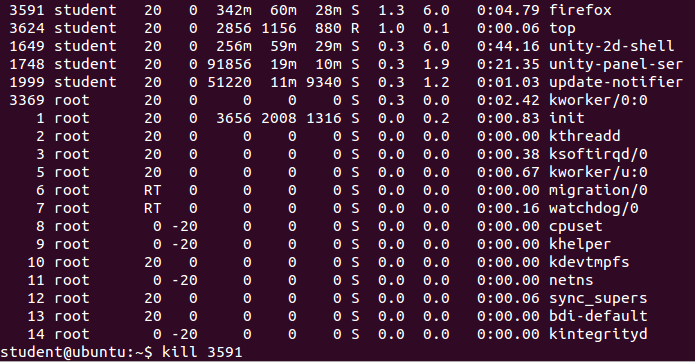 3591 student 20 0 342m 60m 28m S 1.3 6.0 0:04.79 firefox
3624 student 20 0 2856 1156 880 R 1.0 0.1 0:00.06 top
1649 student 20 0 256m 59m 29m S 0.3 6.0 0:44.16 unity-2d-shell
1748 student 20 0 91856 19m 10m S 0.3 1.9 0:21.35 unity-panel-ser
1999 student 20 0 51220 11m 9340 S 0.3 1.2 0:01.03 update-notifier
3369 root 20 0 0 0 0 S 0.3 0.0 0:02.42 kworker/0:0
1 root 20 0 3656 2008 1316 S 0.0 0.2 0:00.83 init
2 root 20 0 0 0 0 S 0.0 0.0 0:00.00 kthreadd
3 root 20 0 0 0 0 S 0.0 0.0 0:00.38 ksoftirqd/0
5 root 20 0 0 0 0 S 0.0 0.0 0:00.67 kworker/u:0
6 root RT 0 0 0 0 S 0.0 0.0 0:00.00 migration/0
7 root RT 0 0 0 0 S 0.0 0.0 0:00.16 watchdog/0
8 root 0 -20 0 0 0 S 0.0 0.0 0:00.00 cpuset
9 root 0 -20 0 0 0 S 0.0 0.0 0:00.00 khelper
10 root 20 0 0 0 0 S 0.0 0.0 0:00.00 kdevtmpfs
11 root 0 -20 0 0 0 S 0.0 0.0 0:00.00 netns
12 root 20 0 0 0 0 S 0.0 0.0 0:00.06 sync_supers
13 root 20 0 0 0 0 S 0.0 0.0 0:00.00 bdi-default
14 root 0 -20 0 0 0 S 0.0 0.0 0:00.00 kintegrityd
student@ubuntu:~$ kill 3591